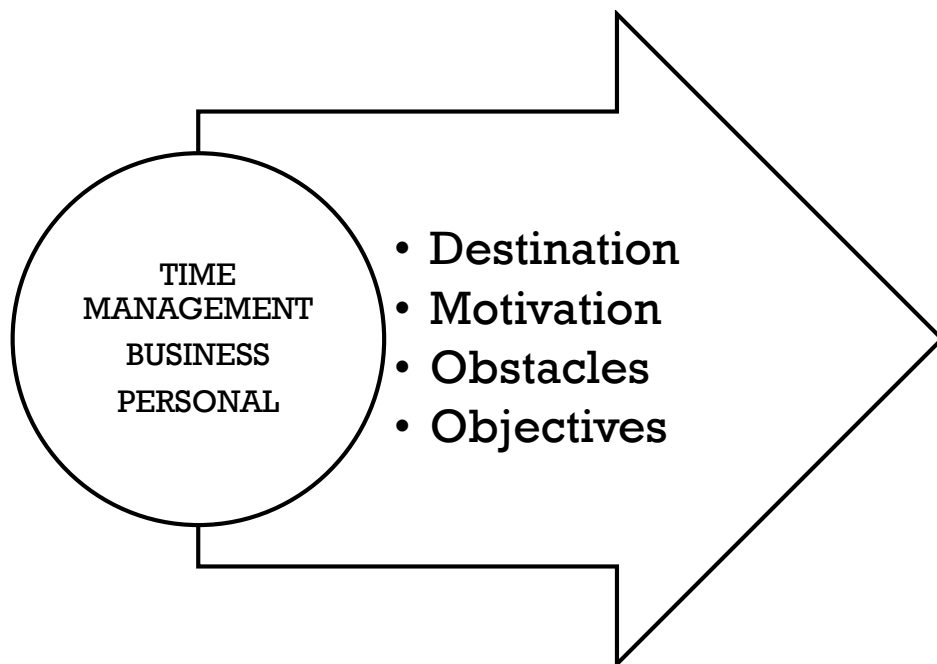 TIME
MANAGEMENT
BUSINESS
PERSONAL
• Destination
• Motivation
• Obstacles
• Objectives